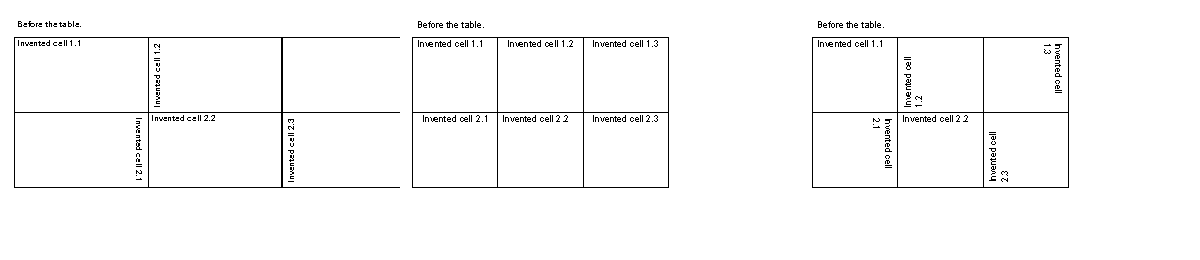 Before the table.
Invented cell 1.1
Invented cell 1.2
Invented cell 2.1
Invented cell 2.2
Invented cell 2.3
Before the table.
Invented cell 1.1
Invented cell 1.2
Invented cell 1.3
Invented cell 2.1
Invented cell 2.2
Invented cell 2.3
Before the table.
Invented cell 1.1
Invented cell
1.2
Invented cell
1.3
Invented cell
2.1
Invented cell 2.2
Invented cell
2.3